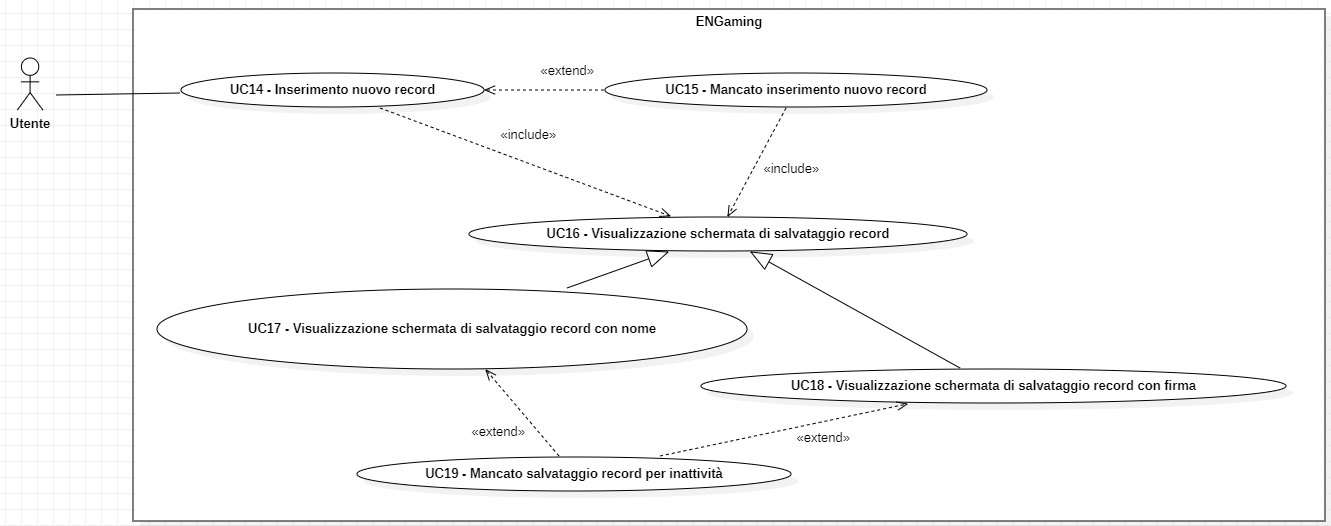 ENGaming
«extend»
UC14 - Inserimento nuovo record
UC15 - Mancato inserimento nuovo record
Utente
«include»
«include»
UC16 - Visualizzazione schermata di salvataggio record
UC17 - Visualizzazione schermata di salvataggio record con nome
UC18 - Visualizzazione schermata di salvataggio record con firma
«extend»
«extend»
UC19 - Mancato salvataggio record per inattività